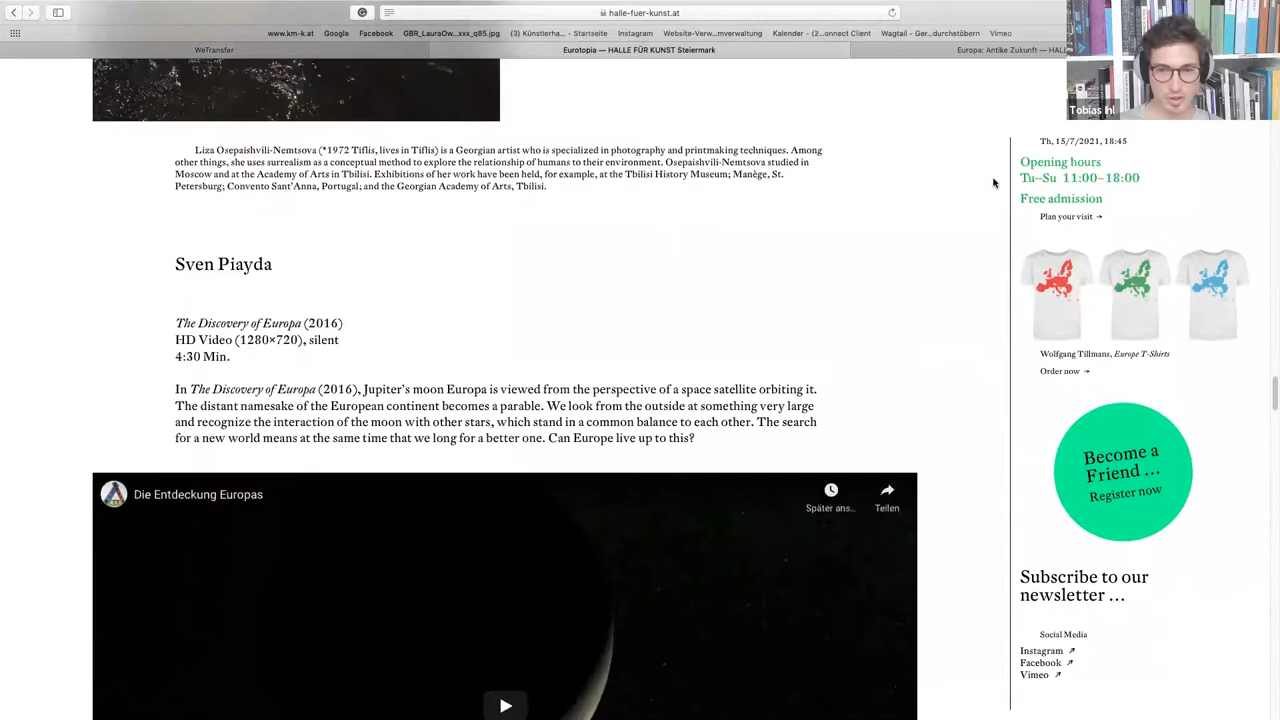 halle-fuer-kunst.at
www.km-k.at Google Facebook GBR_LauraOw...xxx_q85.jpg (3) Künstlerha... - Startseite Instagram Website-Verw...mverwaltung Kalender - (2...onnect Client Wagtail - Ger...durchstöbern Vimeo
WeTransfer Eurotopia — HALLE FÜR KUNST Steiermark Europa: Antike Zukunft — HALL
Tobias Ihl
Liza Osepaishvili-Nemtsova (*1972 Tiflis, lives in Tiflis) is a Georgian artist who is specialized in photography and printmaking techniques. Among
other things, she uses surrealism as a conceptual method to explore the relationship of humans to their environment. Osepaishvili-Nemtsova studied in
Moscow and at the Academy of Arts in Tbilisi. Exhibitions of her work have been held, for example, at the Tbilisi History Museum; Manège, St.
Petersburg; Convento Sant'Anna, Portugal; and the Georgian Academy of Arts, Tbilisi.
Sven Piayda
The Discovery of Europa (2016)
HD Video (1280×720), silent
4:30 Min.
In The Discovery of Europa (2016), Jupiter's moon Europa is viewed from the perspective of a space satellite orbiting it.
The distant namesake of the European continent becomes a parable. We look from the outside at something very large
and recognize the interaction of the moon with other stars, which stand in a common balance to each other. The search
for a new world means at the same time that we long for a better one. Can Europe live up to this?
Die Entdeckung Europas
Später ans...
Teilen
Th, 15/7/2021, 18:45
Opening hours
Tu–Su 11:00–18:00
Free admission
Plan your visit →
Wolfgang Tillmans, Europe T-Shirts
Order now →
Become a
Friend ...
Register now
Subscribe to our
newsletter ...
Social Media
Instagram ↗
Facebook ↗
Vimeo ↗